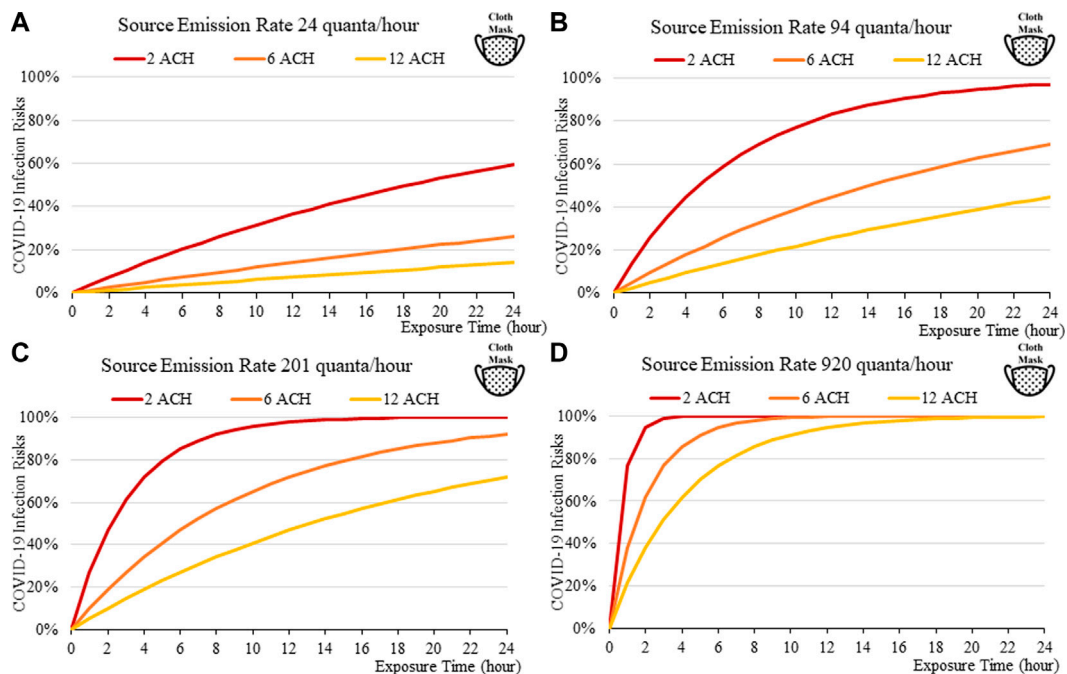 A
Source Emission Rate 24 quanta/hour
Cloth
Mask
2 ACH 6 ACH 12 ACH
COVID-19 Infection Risks
100%
80%
60%
40%
20%
0%
0 2 4 6 8 10 12 14 16 18 20 22 24
Exposure Time (hour)
B
Source Emission Rate 94 quanta/hour
Cloth
Mask
2 ACH 6 ACH 12 ACH
COVID-19 Infection Risks
100%
80%
60%
40%
20%
0%
0 2 4 6 8 10 12 14 16 18 20 22 24
Exposure Time (hour)
C
Source Emission Rate 201 quanta/hour
Cloth
Mask
2 ACH 6 ACH 12 ACH
COVID-19 Infection Risks
100%
80%
60%
40%
20%
0%
0 2 4 6 8 10 12 14 16 18 20 22 24
Exposure Time (hour)
D
Source Emission Rate 920 quanta/hour
Cloth
Mask
2 ACH 6 ACH 12 ACH
COVID-19 Infection Risks
100%
80%
60%
40%
20%
0%
0 2 4 6 8 10 12 14 16 18 20 22 24
Exposure Time (hour)